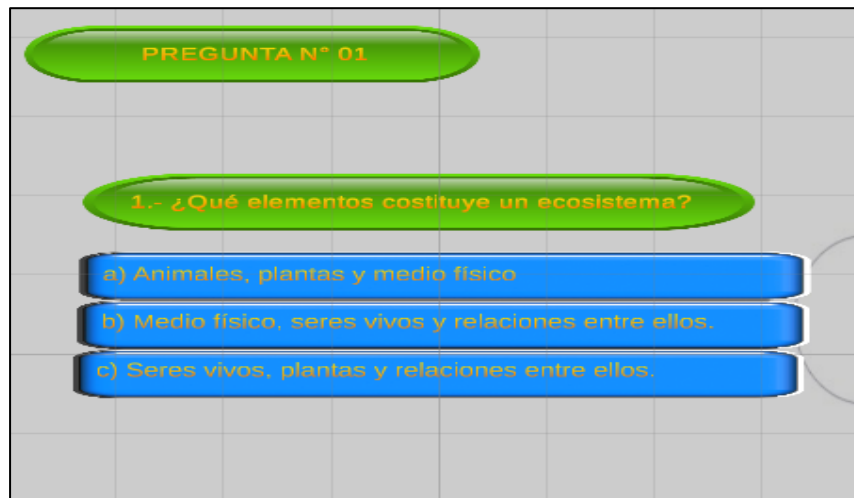 PREGUNTA N° 01
1.- ¿Qué elementos costituye un ecosistema?
a) Animales, plantas y medio físico
b) Medio físico, seres vivos y relaciones entre ellos.
c) Seres vivos, plantas y relaciones entre ellos.